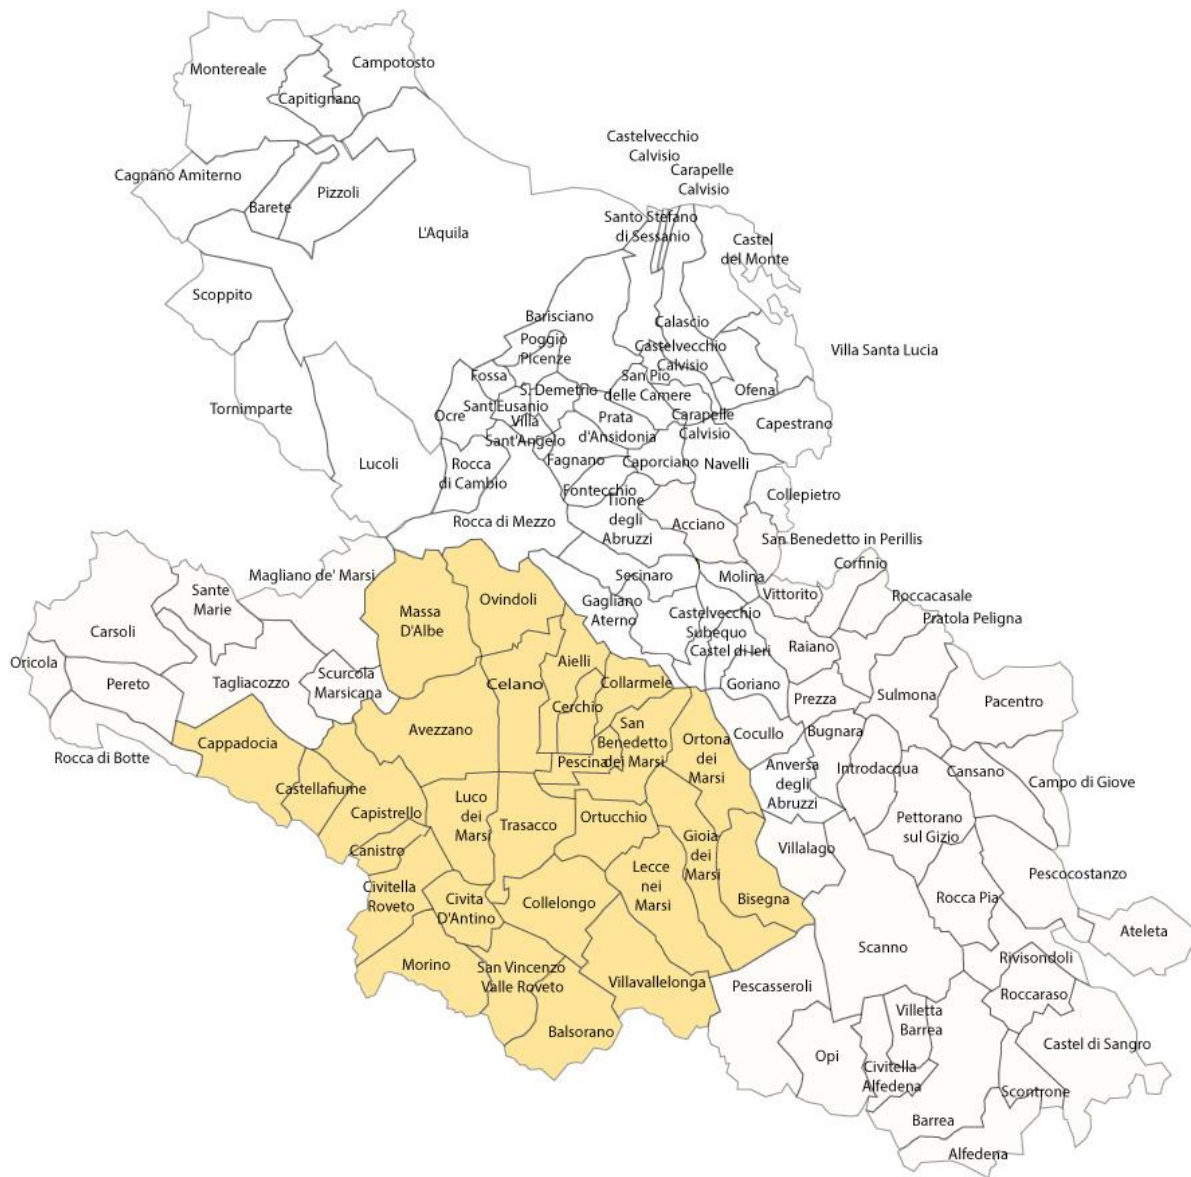 Montereale
Campotosto
Capitignano
Castelvecchio
Calvisio
Carapelle
Calvisio
Cagnano Amiterno
Barete
Pizzoli
L'Aquila
Santo Stefano
di Sessanio
Castel
del Monte
Scoppito
Barisciano
Calascio
Poggio
Picenze
Castelvecchio
Calvisio
Villa Santa Lucia
Fossa
San Pio
delle Camere
S. Demetrio
Ofena
Tornimparte
Ocre
Sant'Eusanio
Villa
Sant'Angelo
Prata
d'Ansidonia
Carapelle
Calvisio
Capestrano
Lucoli
Rocca
di Cambio
Fagnano
Caporciano
Navelli
Fontecchio
Collepietro
Rocca di Mezzo
Tione
degli
Abruzzi
Acciano
San Benedetto in Perillis
Corfinio
Magliano de' Marsi
Sante
Marie
Massa
D'Albe
Ovindoli
Secinaro
Molina
Vittorito
Roccacasale
Gagliano
Aterno
Castelvecchio
Subequo
Castel di Ieri
Pratola Peligna
Carsoli
Raiano
Oricola
Pereto
Tagliacozzo
Scurcola
Marsicana
Celano
Aielli
Collarmele
Cerchio
Goriano
Prezza
Sulmona
Pacentro
Rocca di Botte
Cappadocia
Avezzano
San
Benedetto
dei Marsi
Pescina
Ortona
dei
Marsi
Cocullo
Bugnara
Anversa
degli
Abruzzi
Introdacqua
Cansano
Campo di Giove
Castellafiume
Capistrello
Luco
dei
Marsi
Trasacco
Ortucchio
Pettorano
sul Gizio
Canistro
Gioia
dei
Marsi
Villalago
Civitella
Roveto
Civita
D'Antino
Collelongo
Lecce
nei
Marsi
Bisegna
Rocca Pia
Pescocostanzo
Ateleta
Scanno
Morino
San Vincenzo
Valle Roveto
Villavallelonga
Pescasseroli
Rivisondoli
Roccaraso
Balsorano
Opi
Villetta
Barrea
Castel di Sangro
Civitella
Alfedena
Scontrone
Barrea
Alfedena